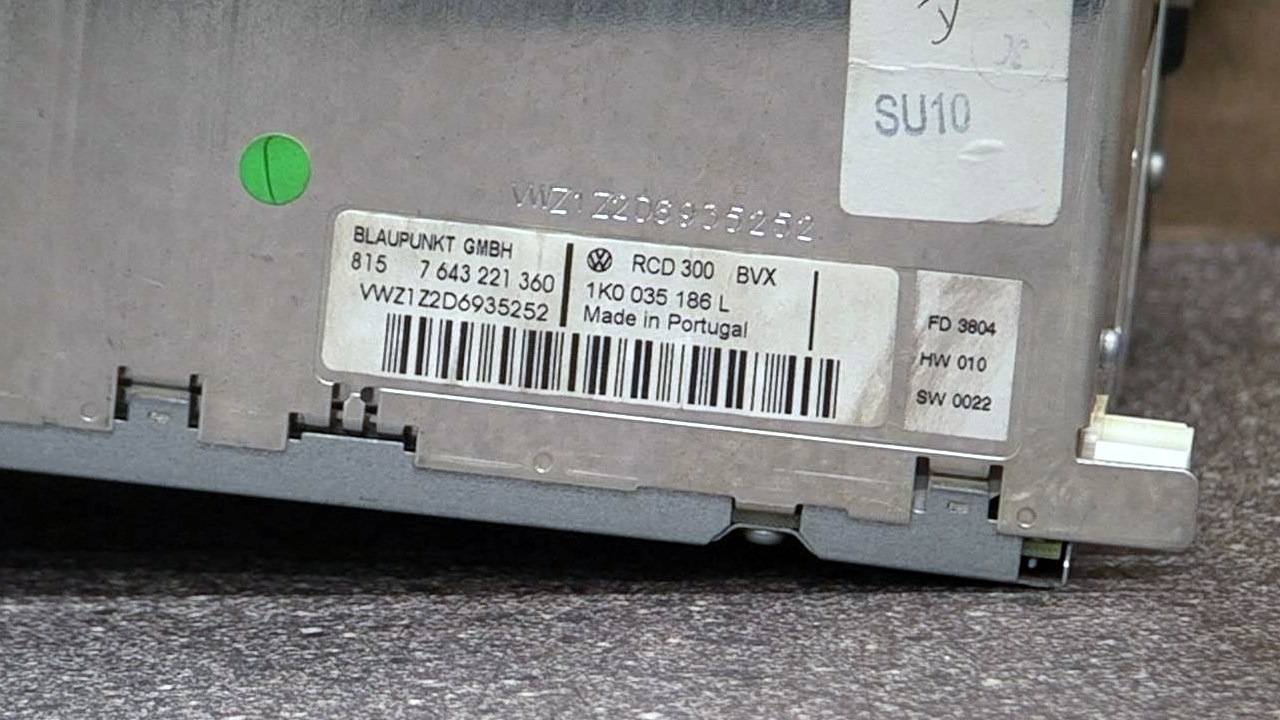 y
SU10
VWZ1Z2D6935252
BLAUPUNKT GMBH
815 7 643 221 360
VWZ1Z2D6935252
RCD 300 BVX
1K0 035 186 L
Made in Portugal
FD 3804
HW 010
SW 0022